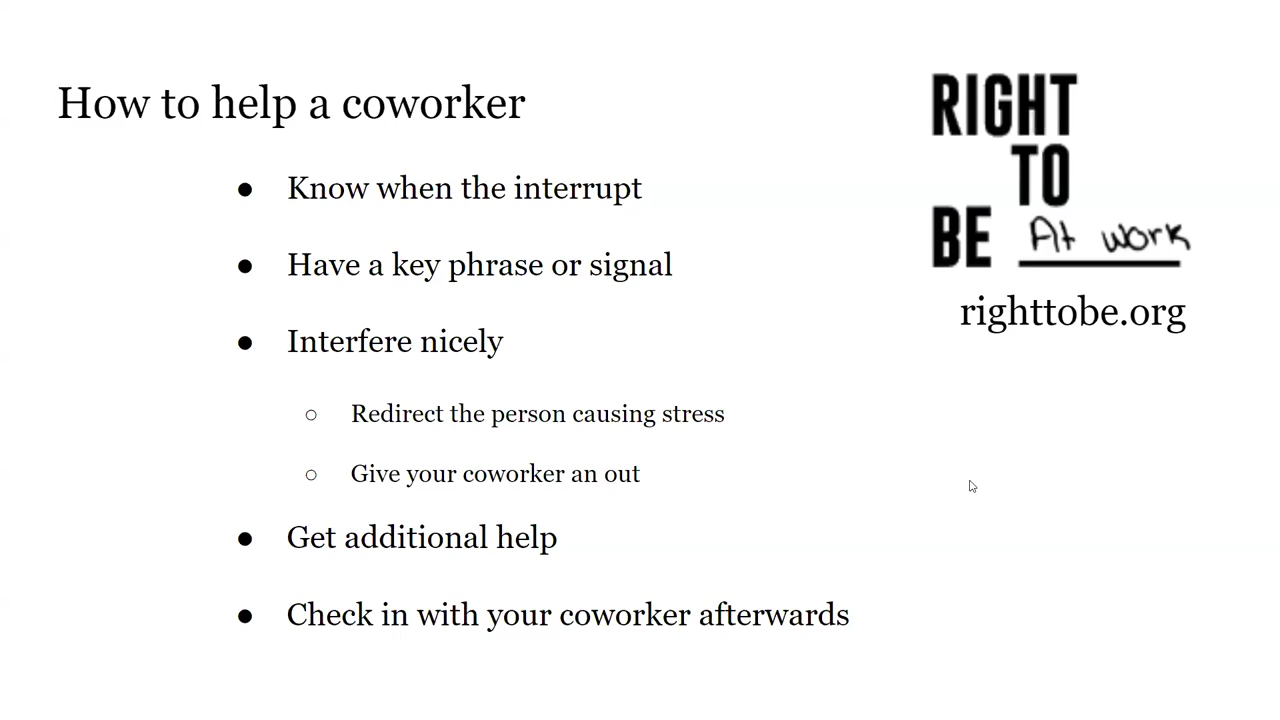 How to help a coworker
● Know when the interrupt
● Have a key phrase or signal
● Interfere nicely
○ Redirect the person causing stress
○ Give your coworker an out
● Get additional help
● Check in with your coworker afterwards
RIGHT
TO
BE At work
righttobe.org